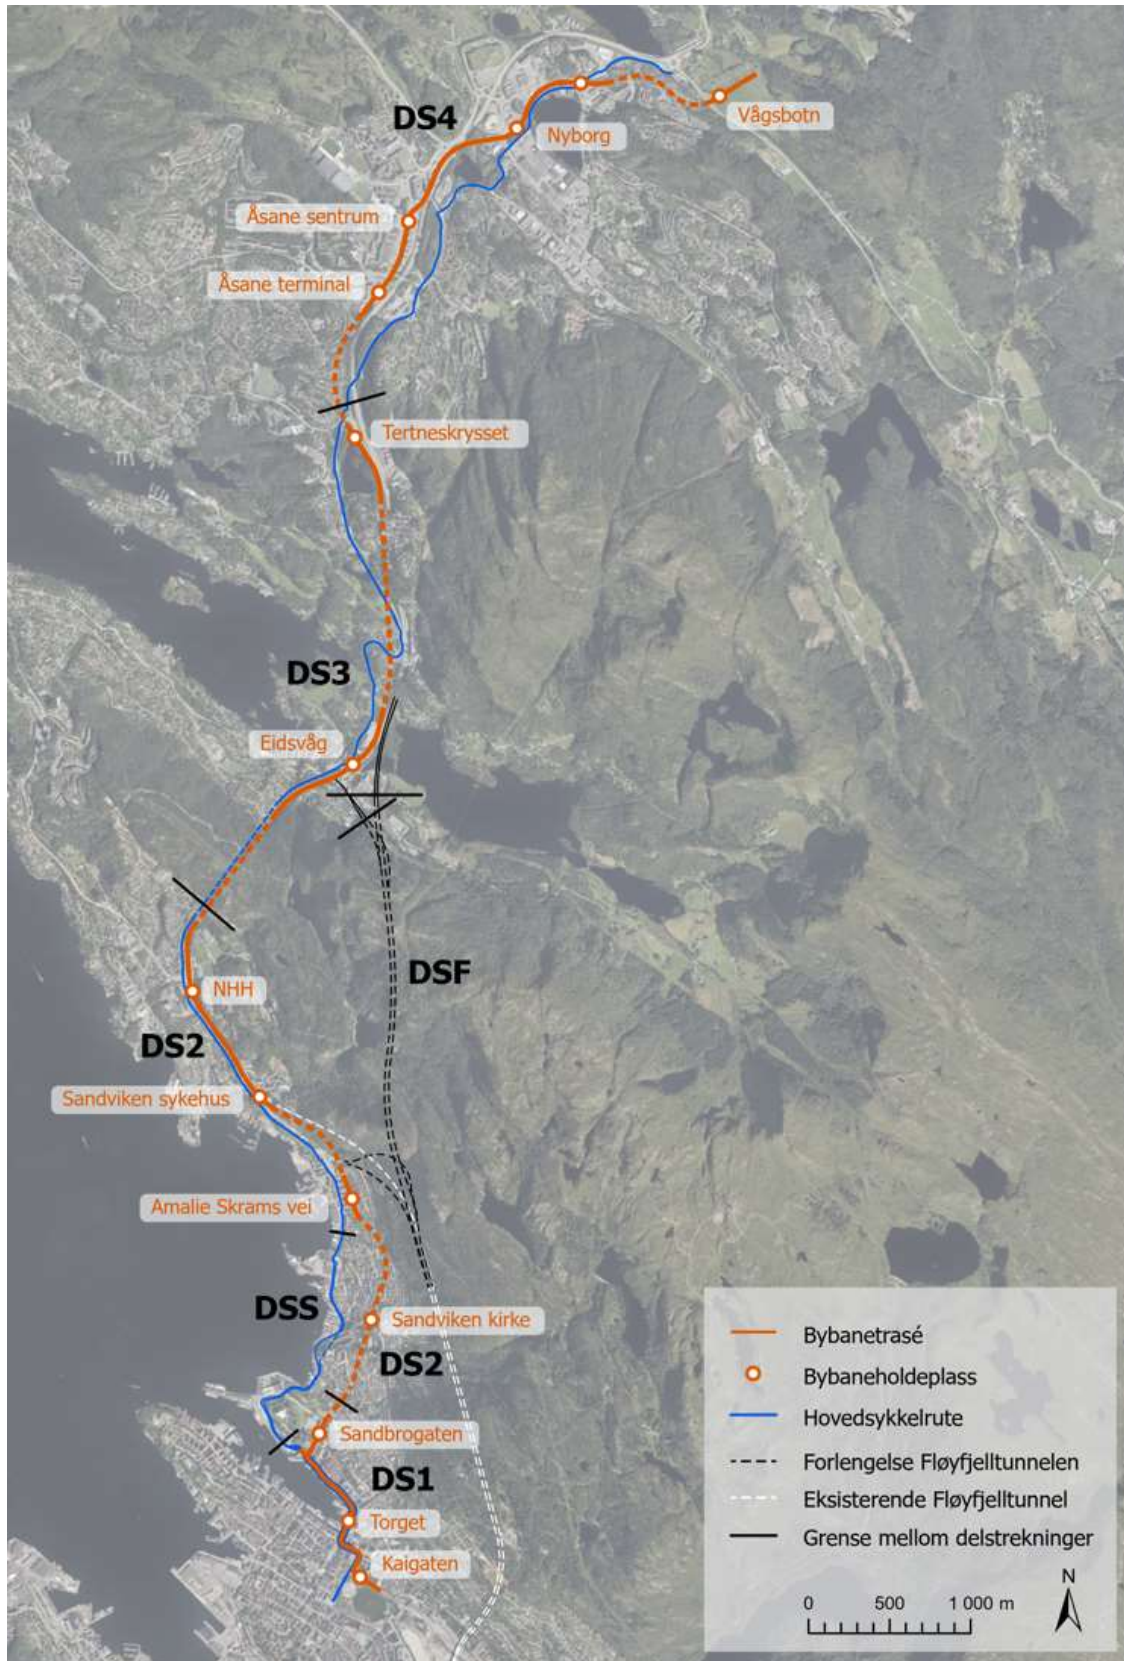 DS4
Vågsbotn
Nyborg
Åsane sentrum
Åsane terminal
Tertneskrysset
DS3
Eidsvåg
DSF
NHH
DS2
Sandviken sykehus
Amalie Skrams vei
DSS
Sandviken kirke
DS2
Sandbrogaten
DS1
Torget
Kaigaten
Bybanetrasé
Bybaneholdeplass
Hovedsykkelrute
Forlengelse Fløyfjelltunnelen
Eksisterende Fløyfjelltunnel
Grense mellom delstrekninger
N
0 500 1 000 m